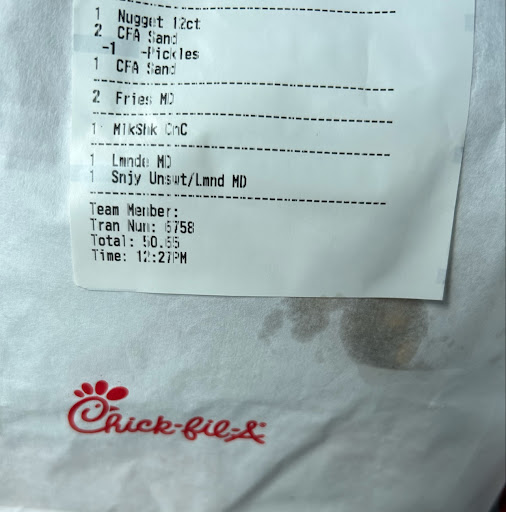 1 Nugget 12ct
2 CFA Sand
-1 -Pickles
1 CFA Sand
2 Fries MD
1 MlkShk CnC
1 Lmnde MD
1 Snjy Unswt/Lmnd MD
Team Member:
Tran Num: 6758
Total: 50.65
Time: 12:27PM
Chick-fil-A